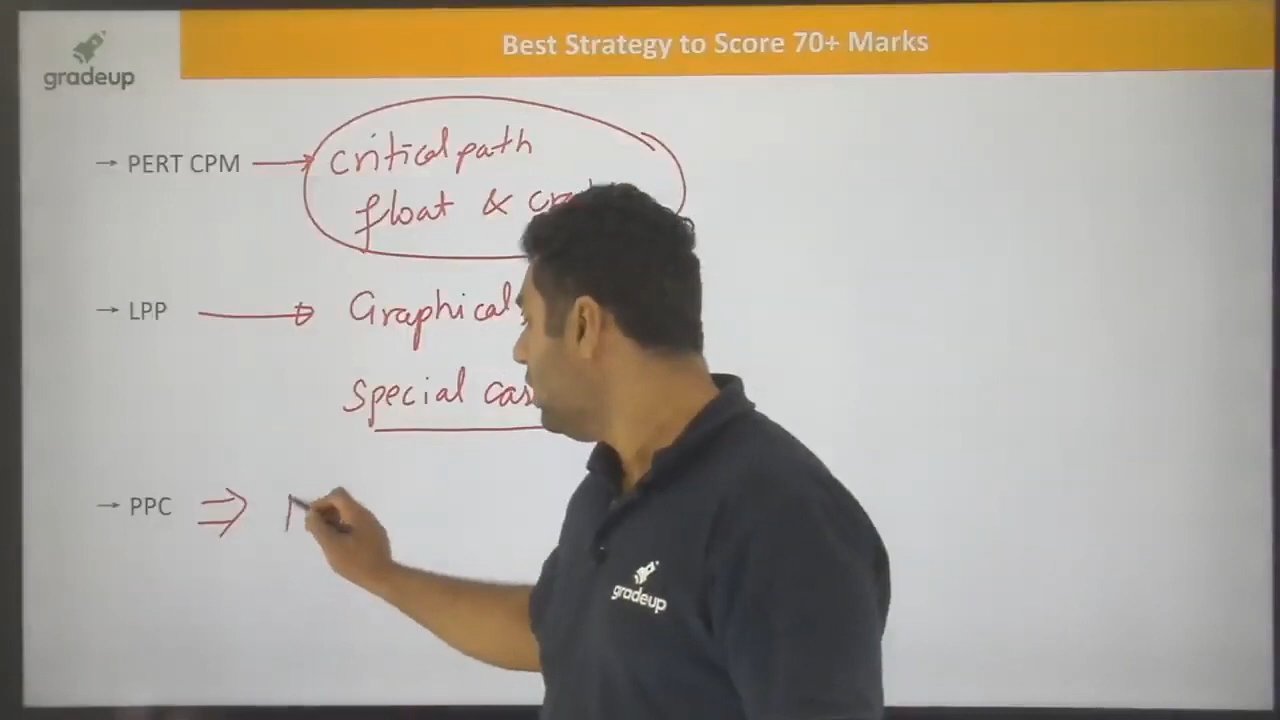 gradeup
Best Strategy to Score 70+ Marks
→ PERT CPM → critical path
float &
→ LPP → Graphical
special
→ PPC ⇒
gradeup